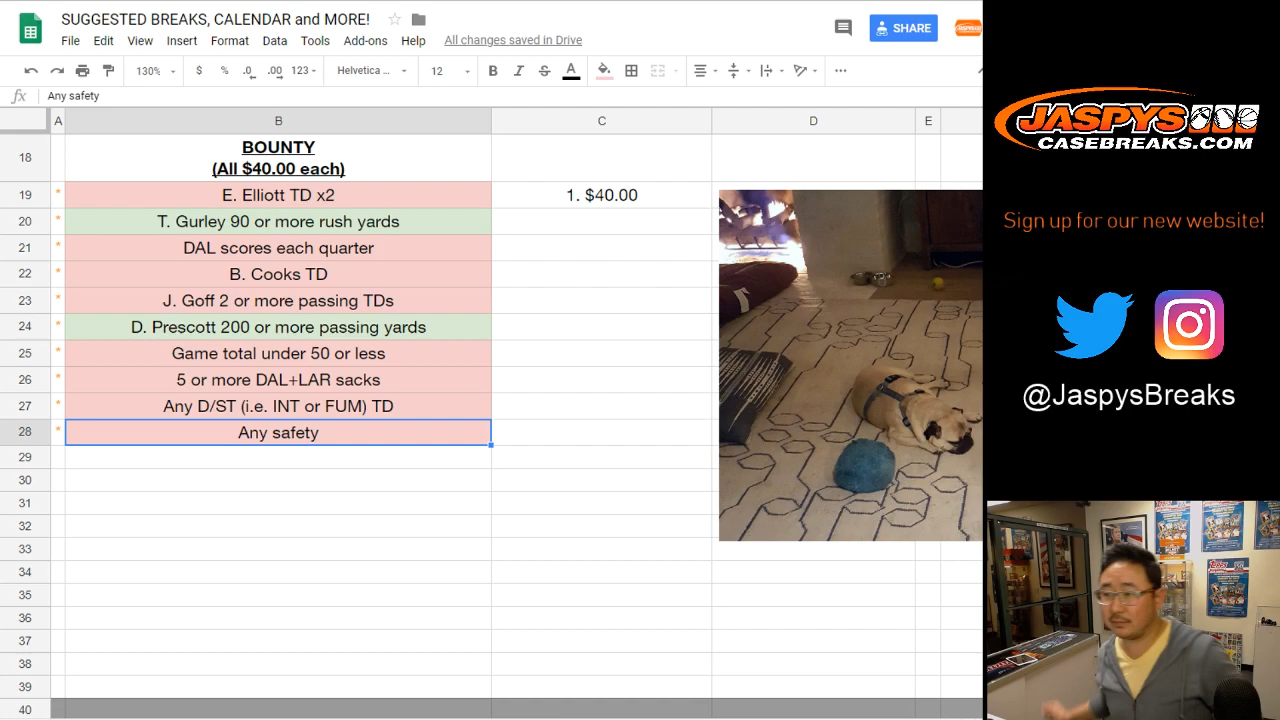 SUGGESTED BREAKS, CALENDAR and MORE!
File Edit View Insert Format Data Tools Add-ons Help All changes saved in Drive
SHARE
130% $ % .0 .00 123 Helvetica ... 12 B I S A
fx Any safety
A B C D E
18 BOUNTY
(All $40.00 each)
19 * E. Elliott TD x2 1. $40.00
20 * T. Gurley 90 or more rush yards
21 * DAL scores each quarter
22 * B. Cooks TD
23 * J. Goff 2 or more passing TDs
24 * D. Prescott 200 or more passing yards
25 * Game total under 50 or less
26 * 5 or more DAL+LAR sacks
27 * Any D/ST (i.e. INT or FUM) TD
28 * Any safety
29
30
31
32
33
34
35
36
37
38
39
40
JASPYS
CASEBREAKS.COM
Sign up for our new website!
@JaspysBreaks
Topps